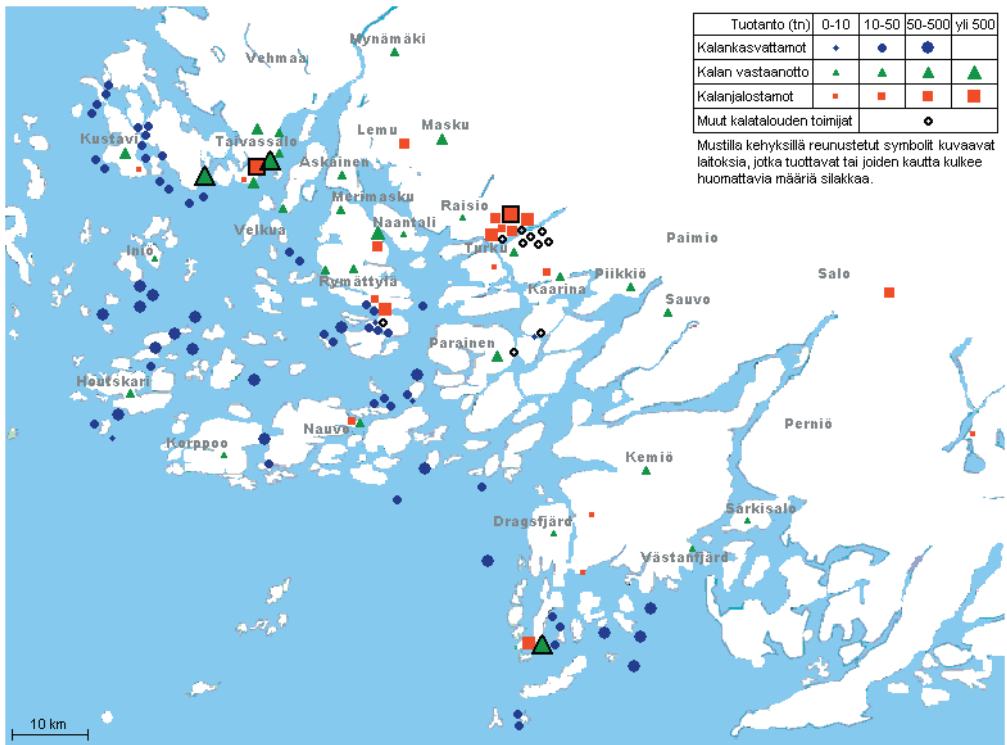 Tuotanto (tn) 0-10 10-50 50-500 yli 500
Kalankasvattamot
Kalan vastaanotto
Kalanjalostamot
Muut kalatalouden toimijat
Mustilla kehyksillä reunustetut symbolit kuvaavat
laitoksia, jotka tuottavat tai joiden kautta kulkee
huomattavia määriä silakkaa.
Mynämäki
Vehmaa
Lemu
Masku
Kustavi
Taivassalo
Askainen
Merimasku
Raisio
Velkua
Naantali
Turku
Paimio
Iniö
Rymättylä
Kaarina
Piikkiö
Salo
Sauvo
Parainen
Houtskari
Nauvo
Perniö
Korppoo
Kemiö
Särkisalo
Dragsfjärd
Västanfjärd
10 km